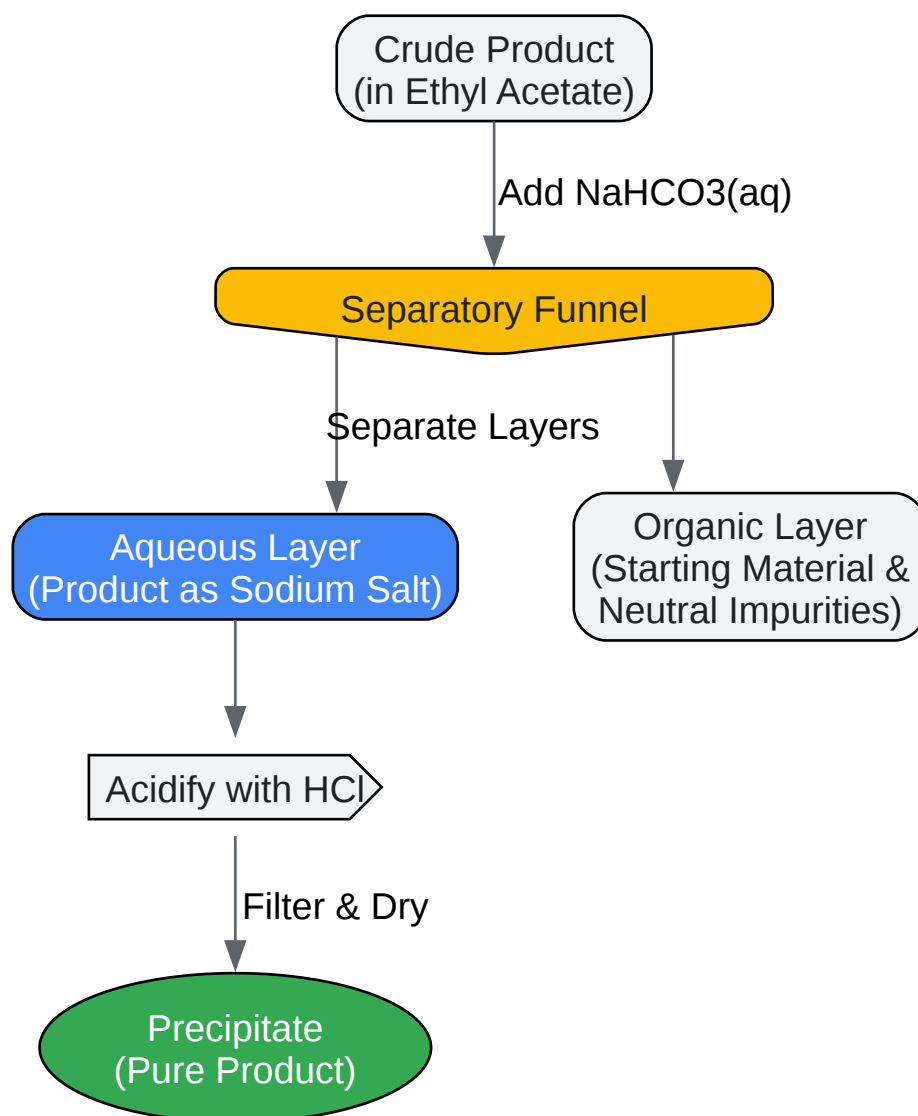 Crude Product
(in Ethyl Acetate)
Add NaHCO3(aq)
Separatory Funnel
Separate Layers
Aqueous Layer
(Product as Sodium Salt)
Organic Layer
(Starting Material &
Neutral Impurities)
Acidify with HCl
Filter & Dry
Precipitate
(Pure Product)